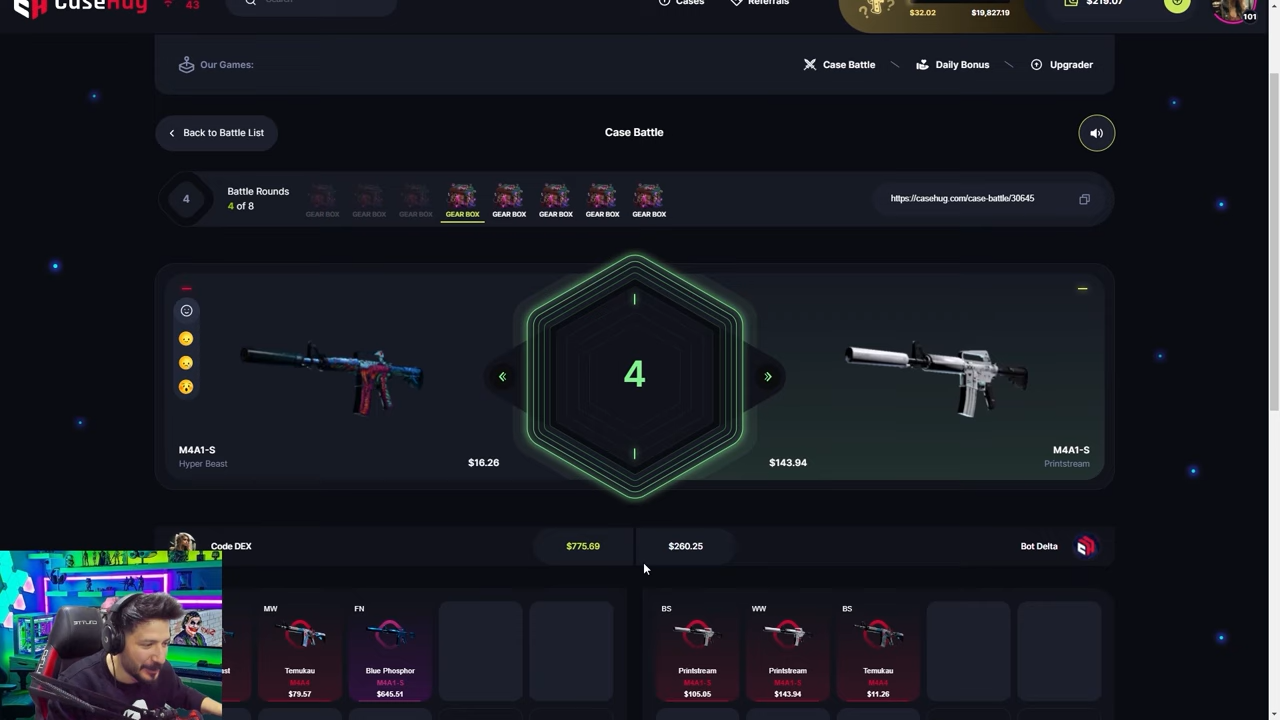 CaseHug
43
Cases
Referrals
$32.02
$19,827.19
$219.07
101
Our Games:
Case Battle
Daily Bonus
Upgrader
Back to Battle List
Case Battle
4
Battle Rounds
4 of 8
GEAR BOX
GEAR BOX
GEAR BOX
GEAR BOX
GEAR BOX
GEAR BOX
GEAR BOX
GEAR BOX
https://casehug.com/case-battle/30645
4
M4A1-S
Hyper Beast
$16.26
$143.94
M4A1-S
Printstream
Code DEX
$775.69
$260.25
Bot Delta
MW
Temukau
M4A4
$79.57
FN
Blue Phosphor
M4A1-S
$645.51
BS
Printstream
M4A1-S
$105.05
WW
Printstream
M4A1-S
$143.94
BS
Temukau
M4A4
$11.26